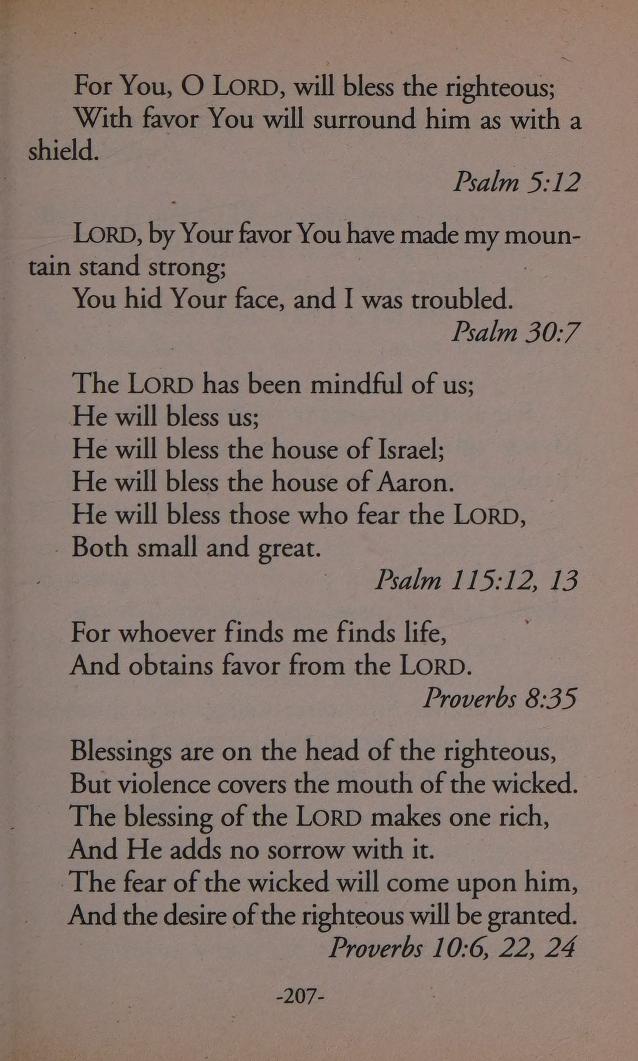 For You, O LORD, will bless the righteous;
With favor You will surround him as with a
shield.
Psalm 5:12
LORD, by Your favor You have made my moun-
tain stand strong;
You hid Your face, and I was troubled.
Psalm 30:7
The LORD has been mindful of us;
He will bless us;
He will bless the house of Israel;
He will bless the house of Aaron.
He will bless those who fear the LORD,
Both small and great.
Psalm 115:12, 13
For whoever finds me finds life,
And obtains favor from the LORD.
Proverbs 8:35
Blessings are on the head of the righteous,
But violence covers the mouth of the wicked.
The blessing of the LORD makes one rich,
And He adds no sorrow with it.
The fear of the wicked will come upon him,
And the desire of the righteous will be granted.
Proverbs 10:6, 22, 24
-207-